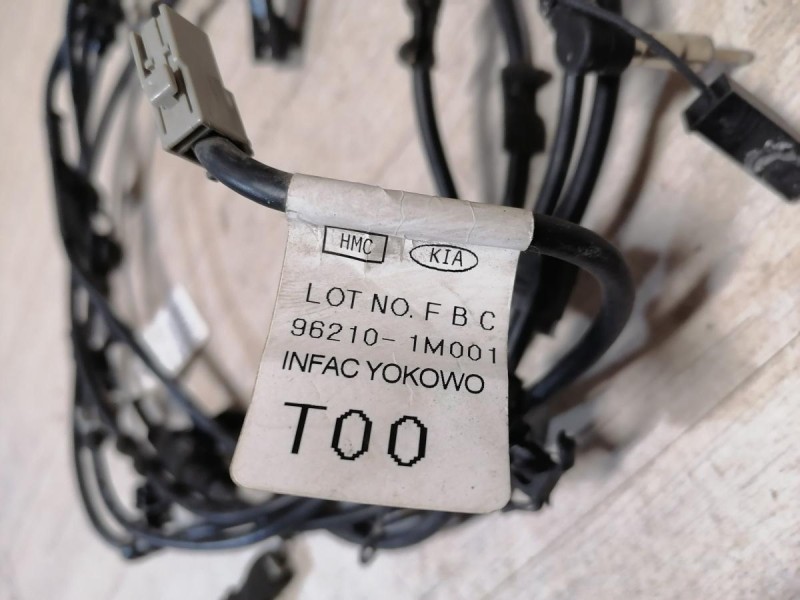 HMC KIA
LOT NO. F B C
96210- 1M001
INFAC YOKOWO
T00